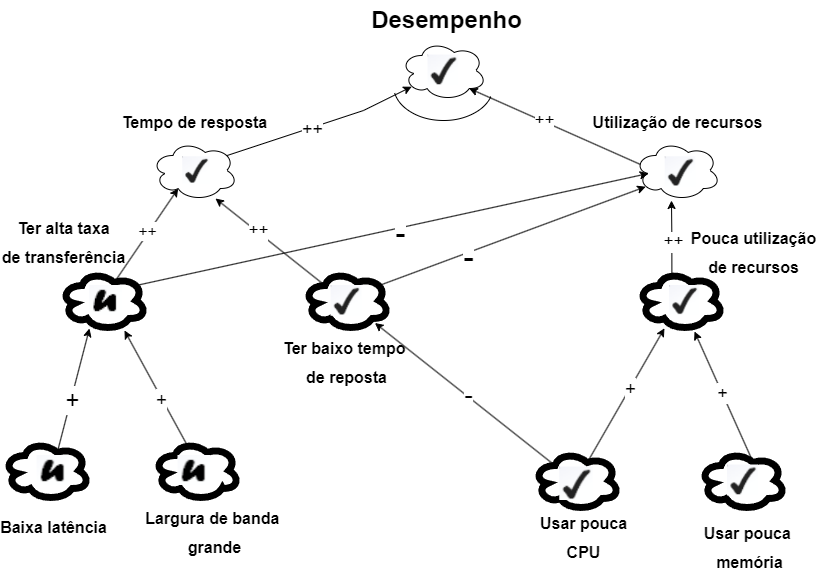 Desempenho
Tempo de resposta
Utilização de recursos
++
++
Ter alta taxa
de transferência
++
++
-
-
++
Pouca utilização
de recursos
Ter baixo tempo
de reposta
+
+
-
+
+
Baixa latência
Largura de banda
grande
Usar pouca
CPU
Usar pouca
memória